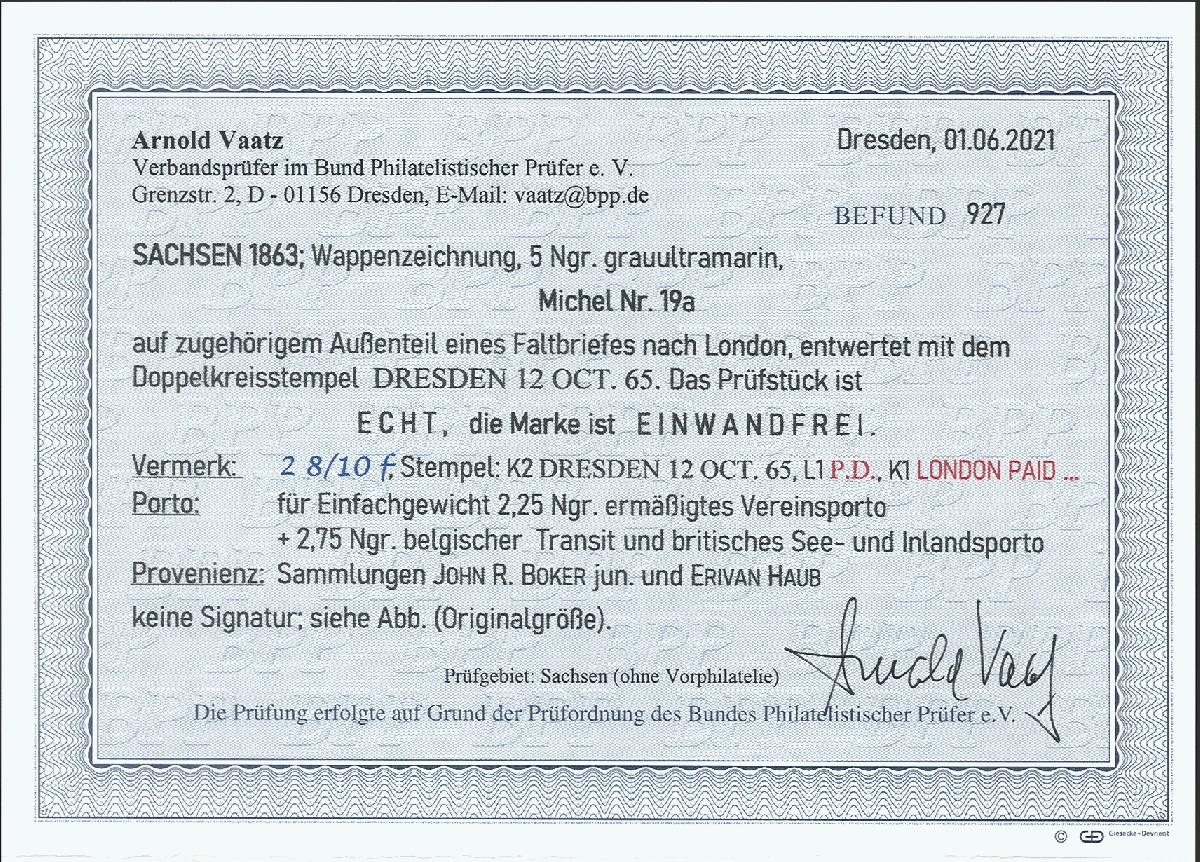 Arnold Vaatz
Verbandsprüfer im Bund Philatelistischer Prüfer e. V.
Grenzstr. 2, D - 01156 Dresden, E-Mail: vaatz@bpp.de
Dresden, 01.06.2021
BEFUND 927
SACHSEN 1863; Wappenzeichnung, 5 Ngr. grauultramarin,
Michel Nr. 19a
auf zugehörigem Außenteil eines Faltbriefes nach London, entwertet mit dem
Doppelkreisstempel DRESDEN 12 OCT. 65. Das Prüfstück ist
ECHT, die Marke ist EINWANDFREI.
Vermerk: 2 8/10 f; Stempel: K2 DRESDEN 12 OCT. 65, L1 P.D., K1 LONDON PAID ...
Porto: für Einfachgewicht 2,25 Ngr. ermäßigtes Vereinsporto
+ 2,75 Ngr. belgischer Transit und britisches See- und Inlandsporto
Provenienz: Sammlungen JOHN R. BOKER jun. und ERIVAN HAUB
keine Signatur; siehe Abb. (Originalgröße).
Arnold Vaatz
Prüfgebiet: Sachsen (ohne Vorphilatelie)
Die Prüfung erfolgte auf Grund der Prüfordnung des Bundes Philatelistischer Prüfer e.V.
© GD Giesecke+Devrient